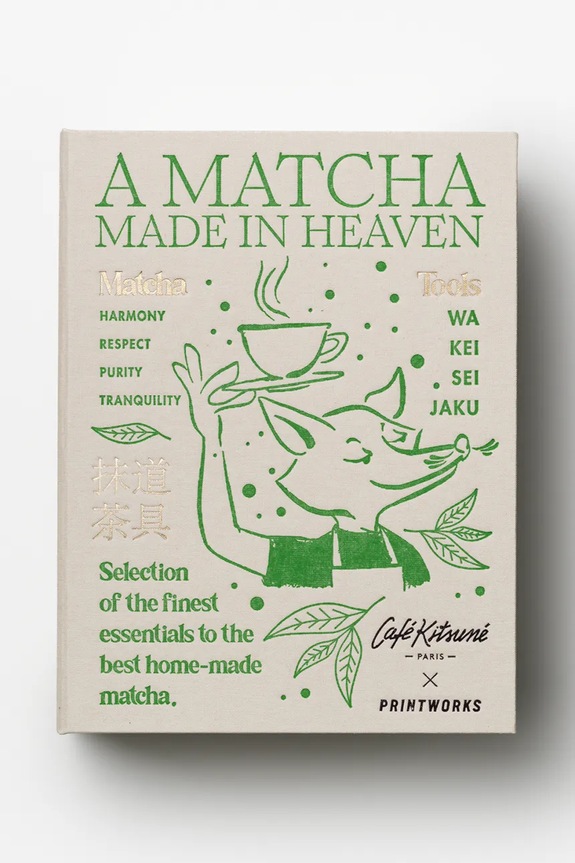 A MATCHA
MADE IN HEAVEN
Matcha
HARMONY
RESPECT
PURITY
TRANQUILITY
Tools
WA
KEI
SEI
JAKU
抹道
茶具
Selection
of the finest
essentials to the
best home-made
matcha.
Café Kitsuné
PARIS
X
PRINTWORKS